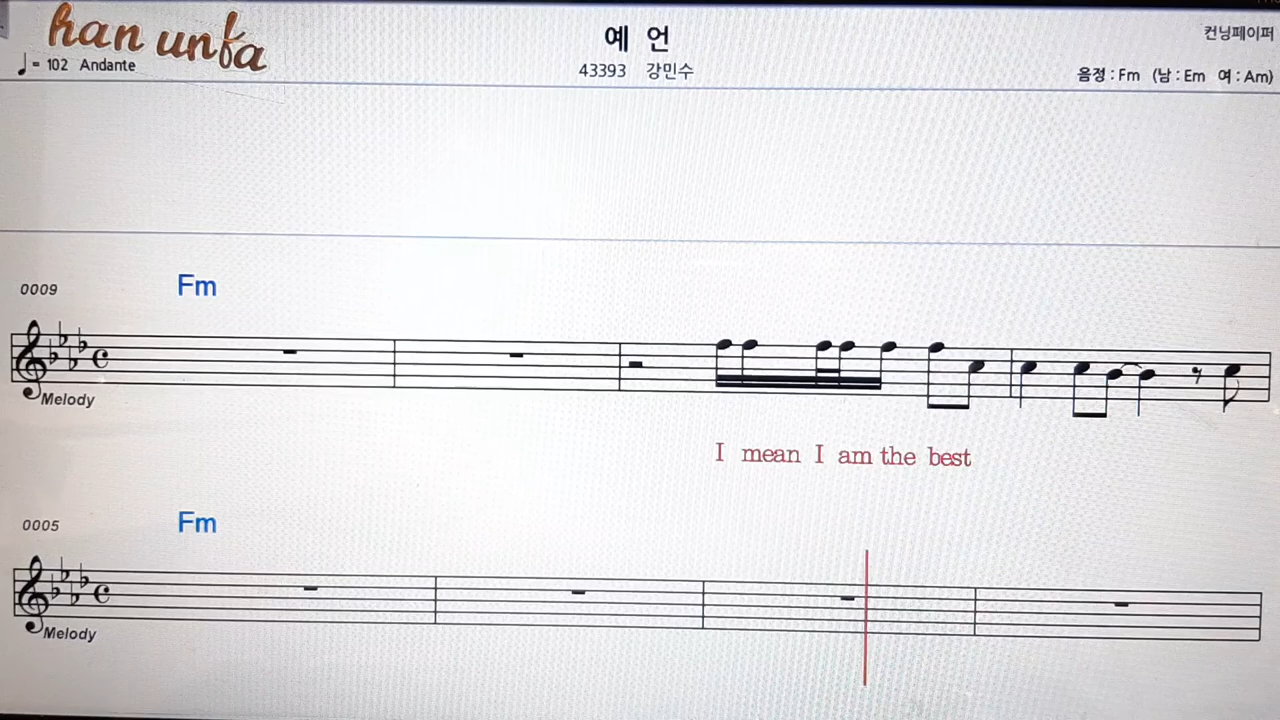 han unfa
예 언
컨닝페이퍼
♩= 102 Andante
43393 강민수
음정 : Fm (남 : Em 여 : Am)
0009 Fm
Melody
I mean I am the best
0005 Fm
Melody